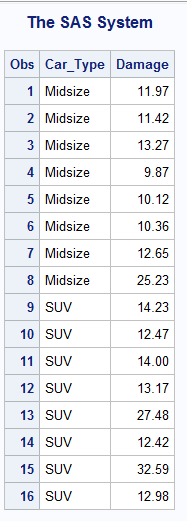 The SAS System
Obs Car_Type Damage
1 Midsize 11.97
2 Midsize 11.42
3 Midsize 13.27
4 Midsize 9.87
5 Midsize 10.12
6 Midsize 10.36
7 Midsize 12.65
8 Midsize 25.23
9 SUV 14.23
10 SUV 12.47
11 SUV 14.00
12 SUV 13.17
13 SUV 27.48
14 SUV 12.42
15 SUV 32.59
16 SUV 12.98